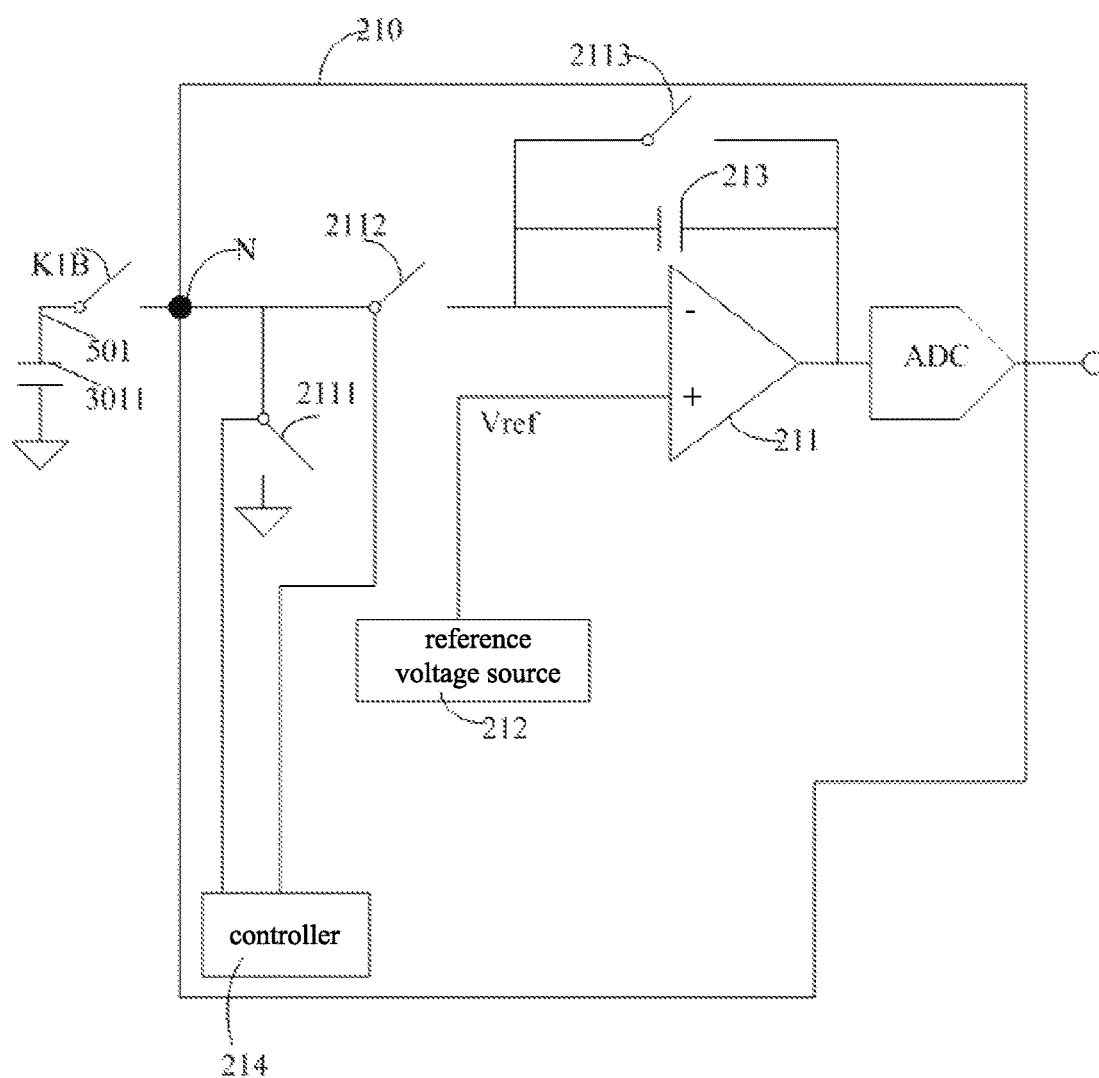 210
2113
213
2112
N
K1B
501
3011
2111
-
+
Vref
211
ADC
reference
voltage source
212
controller
214